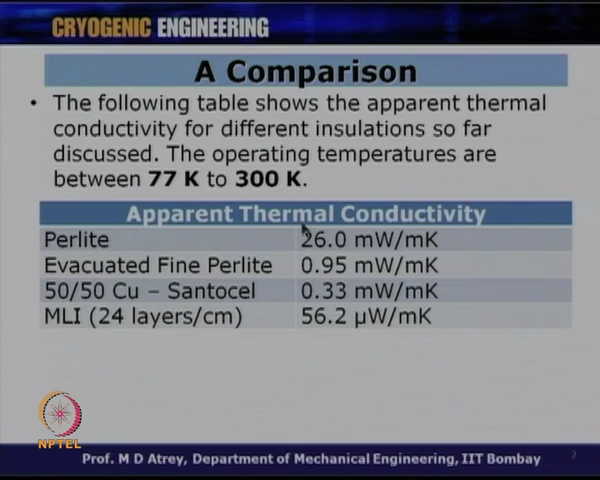 CRYOGENIC ENGINEERING
A Comparison
• The following table shows the apparent thermal
conductivity for different insulations so far
discussed. The operating temperatures are
between 77 K to 300 K.
Apparent Thermal Conductivity
Perlite 26.0 mW/mK
Evacuated Fine Perlite 0.95 mW/mK
50/50 Cu – Santocel 0.33 mW/mK
MLI (24 layers/cm) 56.2 µW/mK
NPTEL
Prof. M D Atrey, Department of Mechanical Engineering, IIT Bombay 7